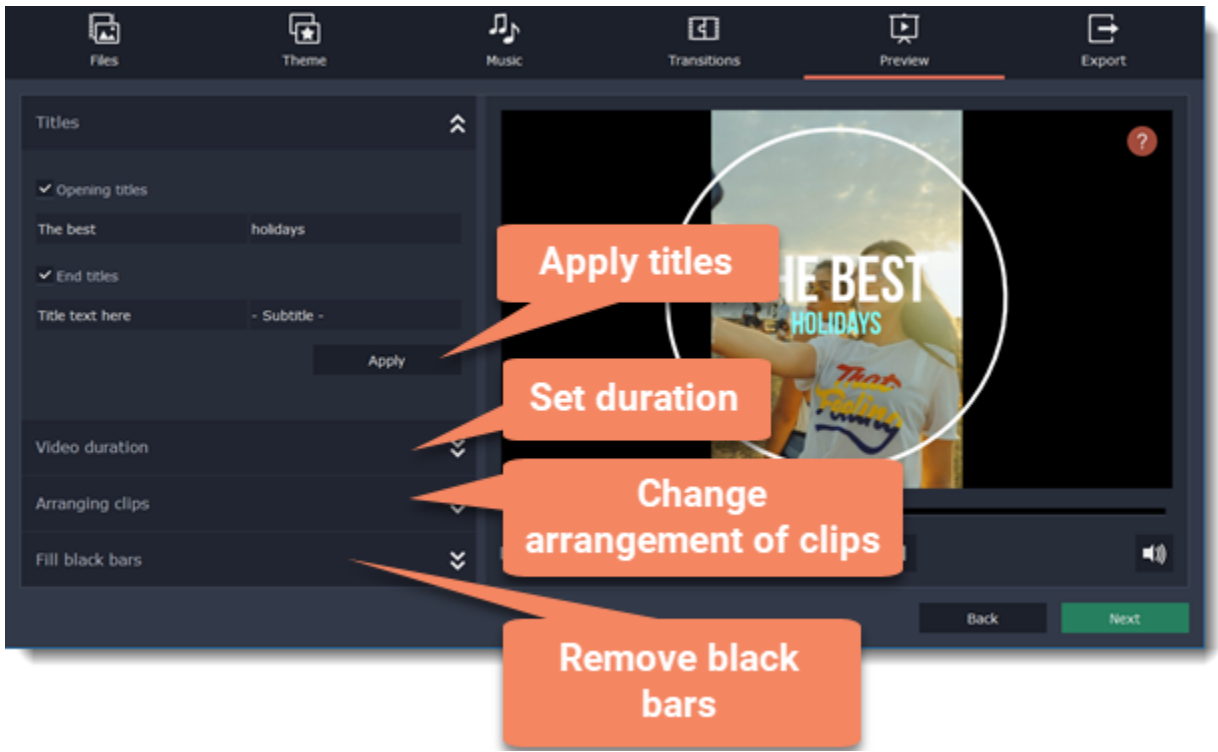 Files
Theme
Music
Transitions
Preview
Export
Titles
Opening titles
The best
holidays
End titles
Title text here
- Subtitle -
Apply
Video duration
Arranging clips
Fill black bars
?
HE BEST
HOLIDAYS
That
Feeling
Apply titles
Set duration
Change
arrangement of clips
Remove black
bars
Back
Next